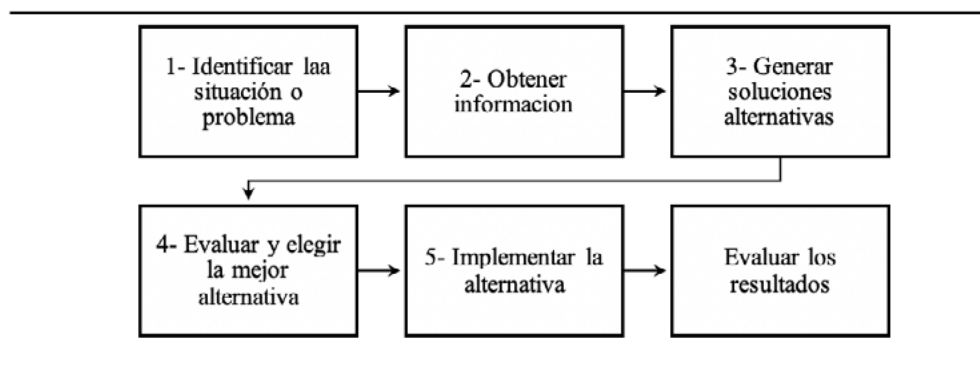 1- Identificar laa
situación o
problema
2- Obtener
informacion
3- Generar
soluciones
alternativas
4- Evaluar y elegir
la mejor
alternativa
5- Implementar la
alternativa
Evaluar los
resultados